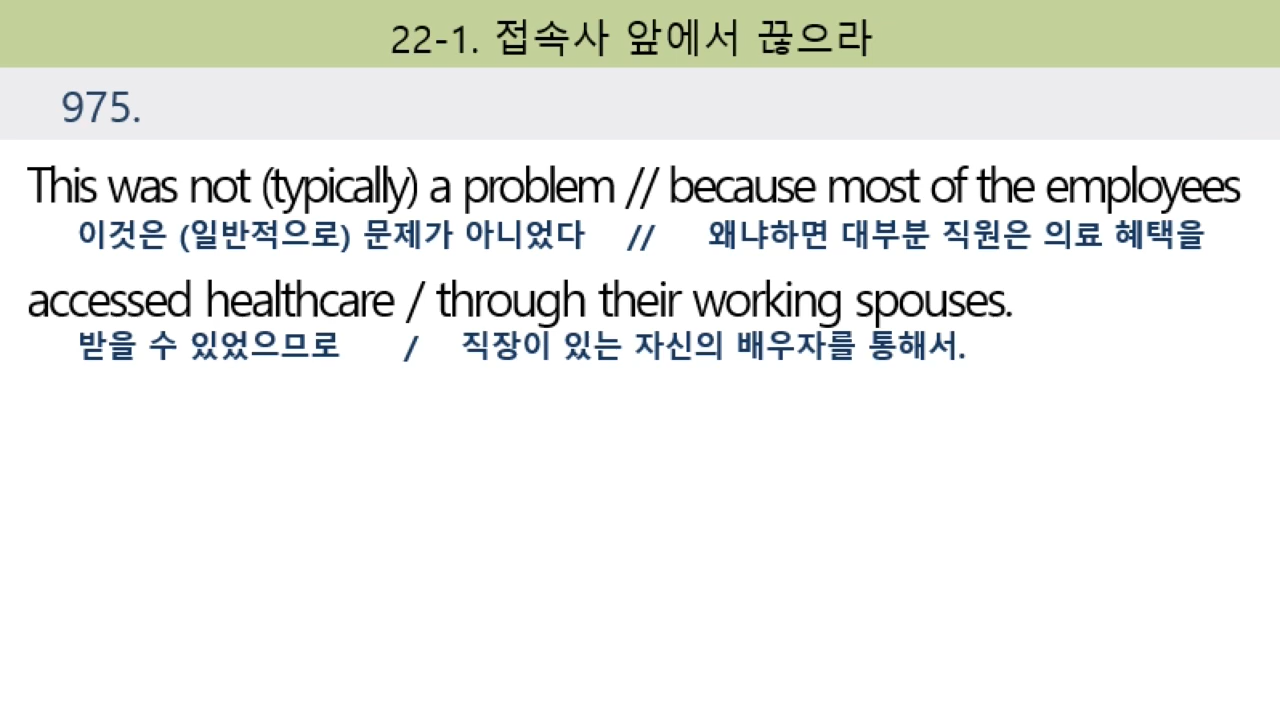 22-1. 접속사 앞에서 끊으라
975.
This was not (typically) a problem // because most of the employees
이것은 (일반적으로) 문제가 아니었다 // 왜냐하면 대부분 직원은 의료 혜택을
accessed healthcare / through their working spouses.
받을 수 있었으므로 / 직장이 있는 자신의 배우자를 통해서.